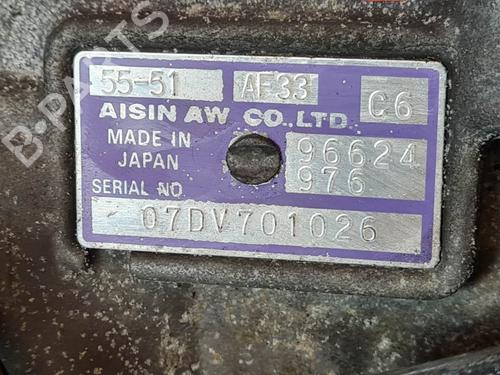 B-PARTS
55-51 AF33 C6
AISIN AW CO.,LTD.
MADE IN JAPAN
96624 976
SERIAL NO.
07DV701026